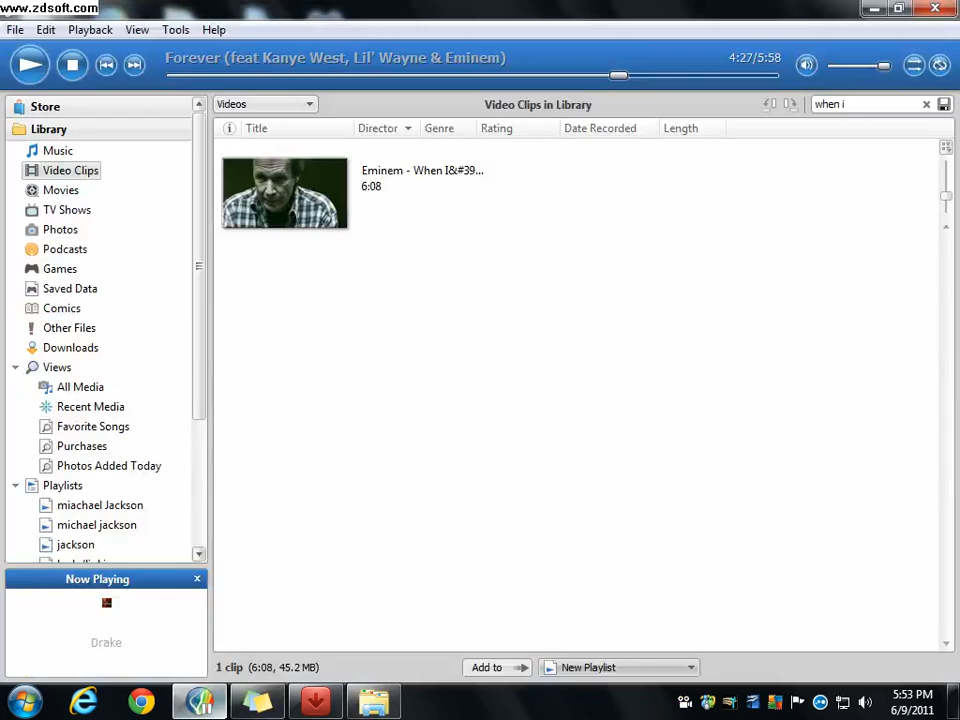 www.zdsoft.com
File Edit Playback View Tools Help
Forever (feat Kanye West, Lil' Wayne & Eminem)
4:27/5:58
Store
Videos
Video Clips in Library
when i
Library
Title Director Genre Rating Date Recorded Length
Music
Video Clips
Movies
TV Shows
Photos
Podcasts
Games
Saved Data
Comics
Other Files
Downloads
Views
All Media
Recent Media
Favorite Songs
Purchases
Photos Added Today
Playlists
miachael Jackson
michael jackson
jackson
Eminem - When I&#39...
6:08
Now Playing
Drake
1 clip (6:08, 45.2 MB)
Add to
New Playlist
5:53 PM
6/9/2011